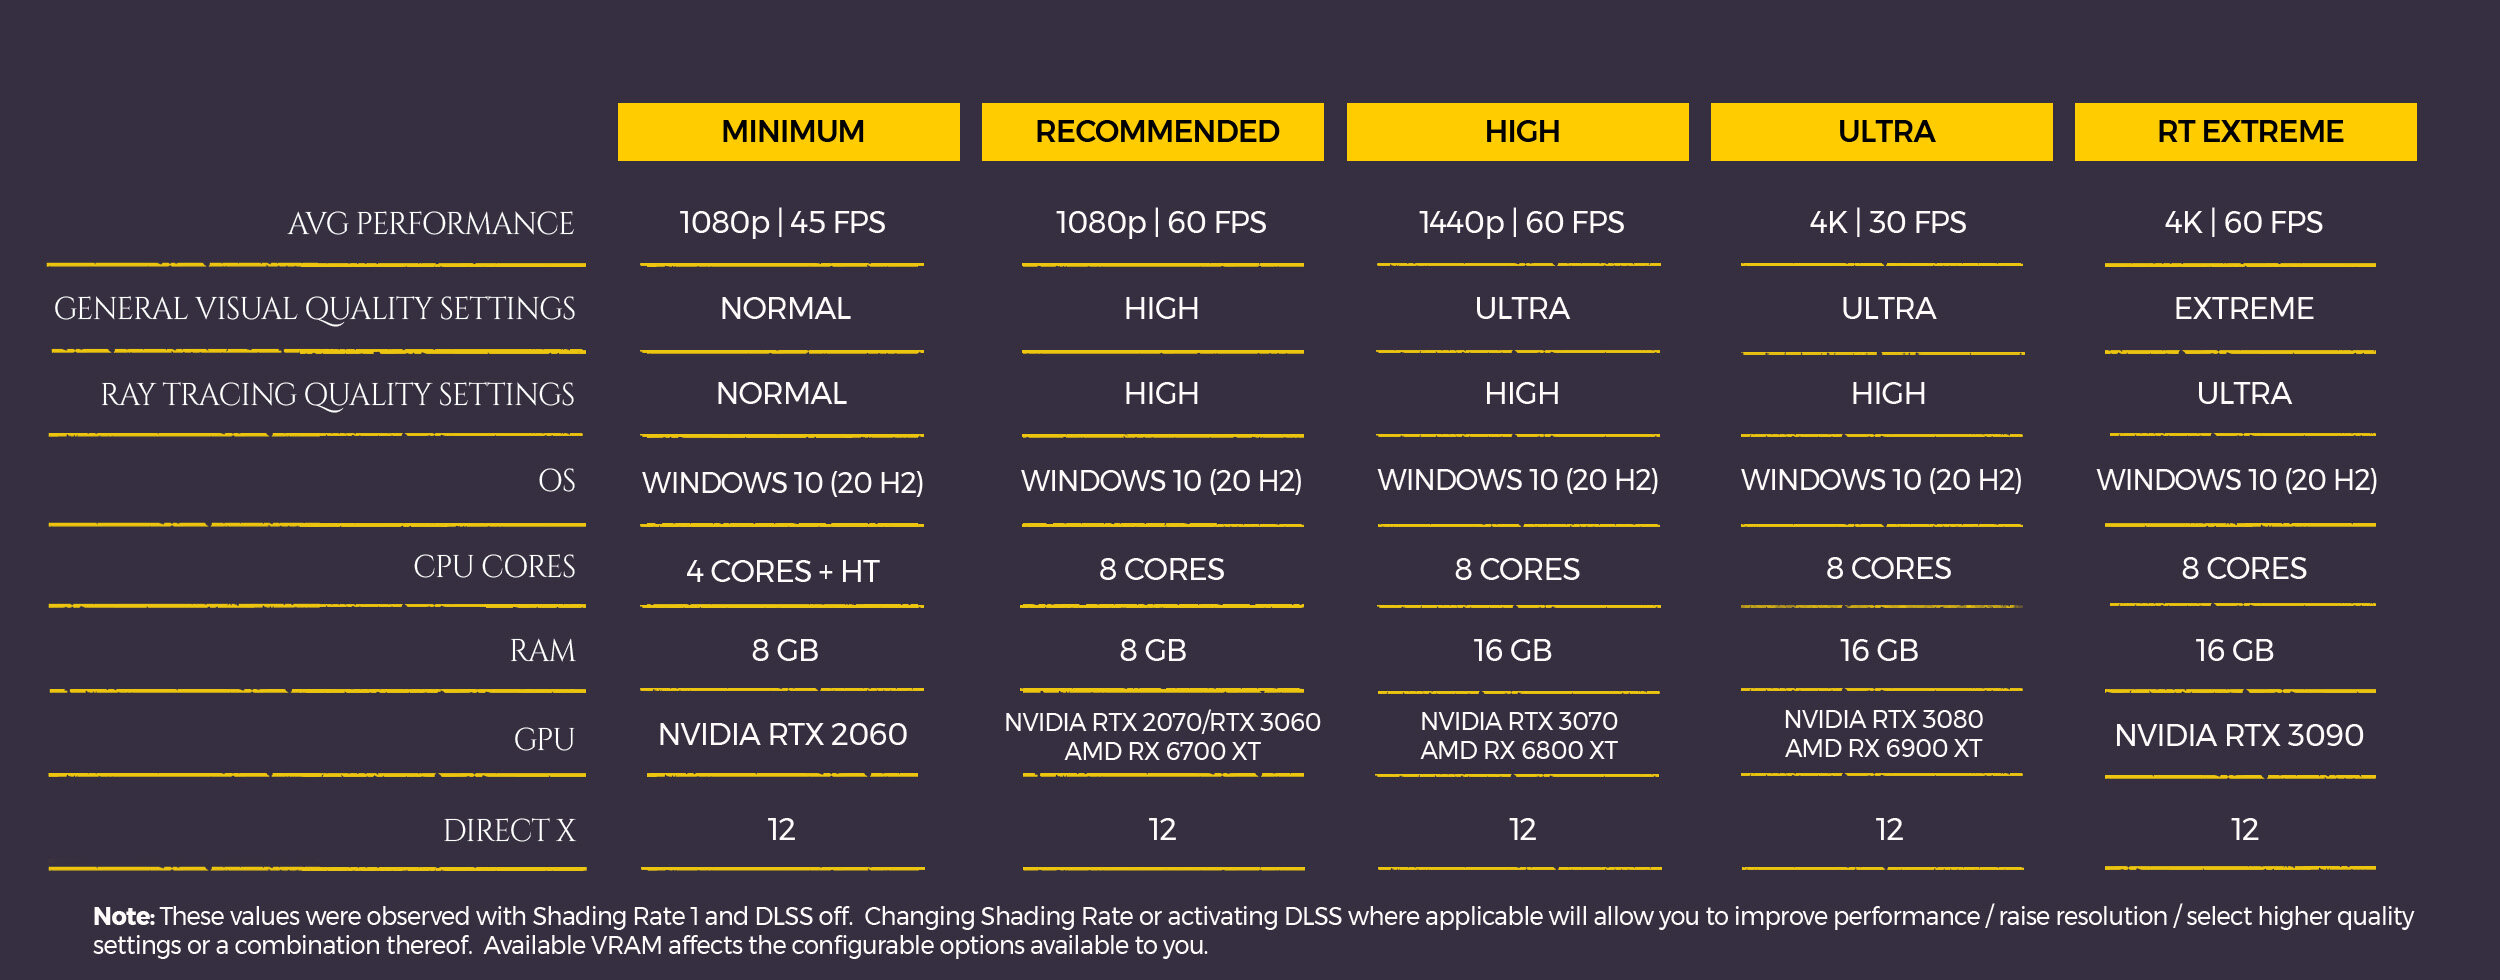 MINIMUM RECOMMENDED HIGH ULTRA RT EXTREME
AVG PERFORMANCE 1080p | 45 FPS 1080p | 60 FPS 1440p | 60 FPS 4K | 30 FPS 4K | 60 FPS
GENERAL VISUAL QUALITY SETTINGS NORMAL HIGH ULTRA ULTRA EXTREME
RAY TRACING QUALITY SETTINGS NORMAL HIGH HIGH HIGH ULTRA
OS WINDOWS 10 (20 H2) WINDOWS 10 (20 H2) WINDOWS 10 (20 H2) WINDOWS 10 (20 H2) WINDOWS 10 (20 H2)
CPU CORES 4 CORES + HT 8 CORES 8 CORES 8 CORES 8 CORES
RAM 8 GB 8 GB 16 GB 16 GB 16 GB
GPU NVIDIA RTX 2060 NVIDIA RTX 2070/RTX 3060 NVIDIA RTX 3070 NVIDIA RTX 3080 NVIDIA RTX 3090
AMD RX 6700 XT AMD RX 6800 XT AMD RX 6900 XT
DIRECT X 12 12 12 12 12
Note: These values were observed with Shading Rate 1 and DLSS off. Changing Shading Rate or activating DLSS where applicable will allow you to improve performance / raise resolution / select higher quality
settings or a combination thereof. Available VRAM affects the configurable options available to you.